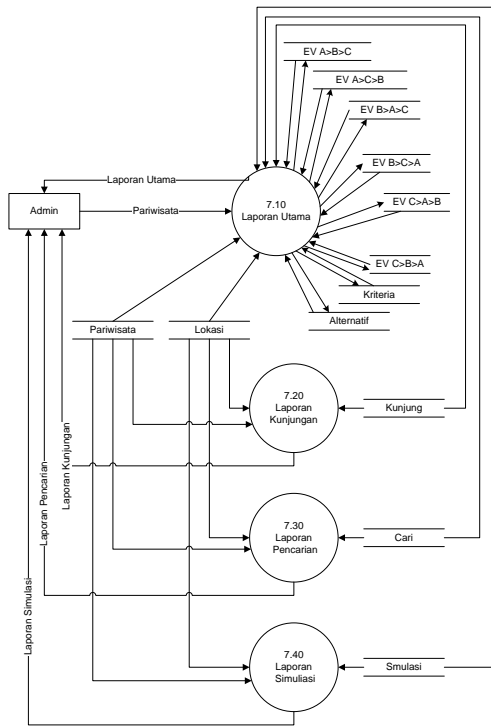 EV A>B>C
EV A>C>B
EV B>A>C
EV B>C>A
EV C>A>B
EV C>B>A
Kriteria
Alternatif
Laporan Utama
Admin
Pariwisata
7.10
Laporan Utama
Pariwisata
Lokasi
7.20
Laporan
Kunjungan
Kunjung
7.30
Laporan
Pencarian
Cari
7.40
Laporan
Simuliasi
Smulasi
Laporan Kunjungan
Laporan Pencarian
Laporan Simulasi